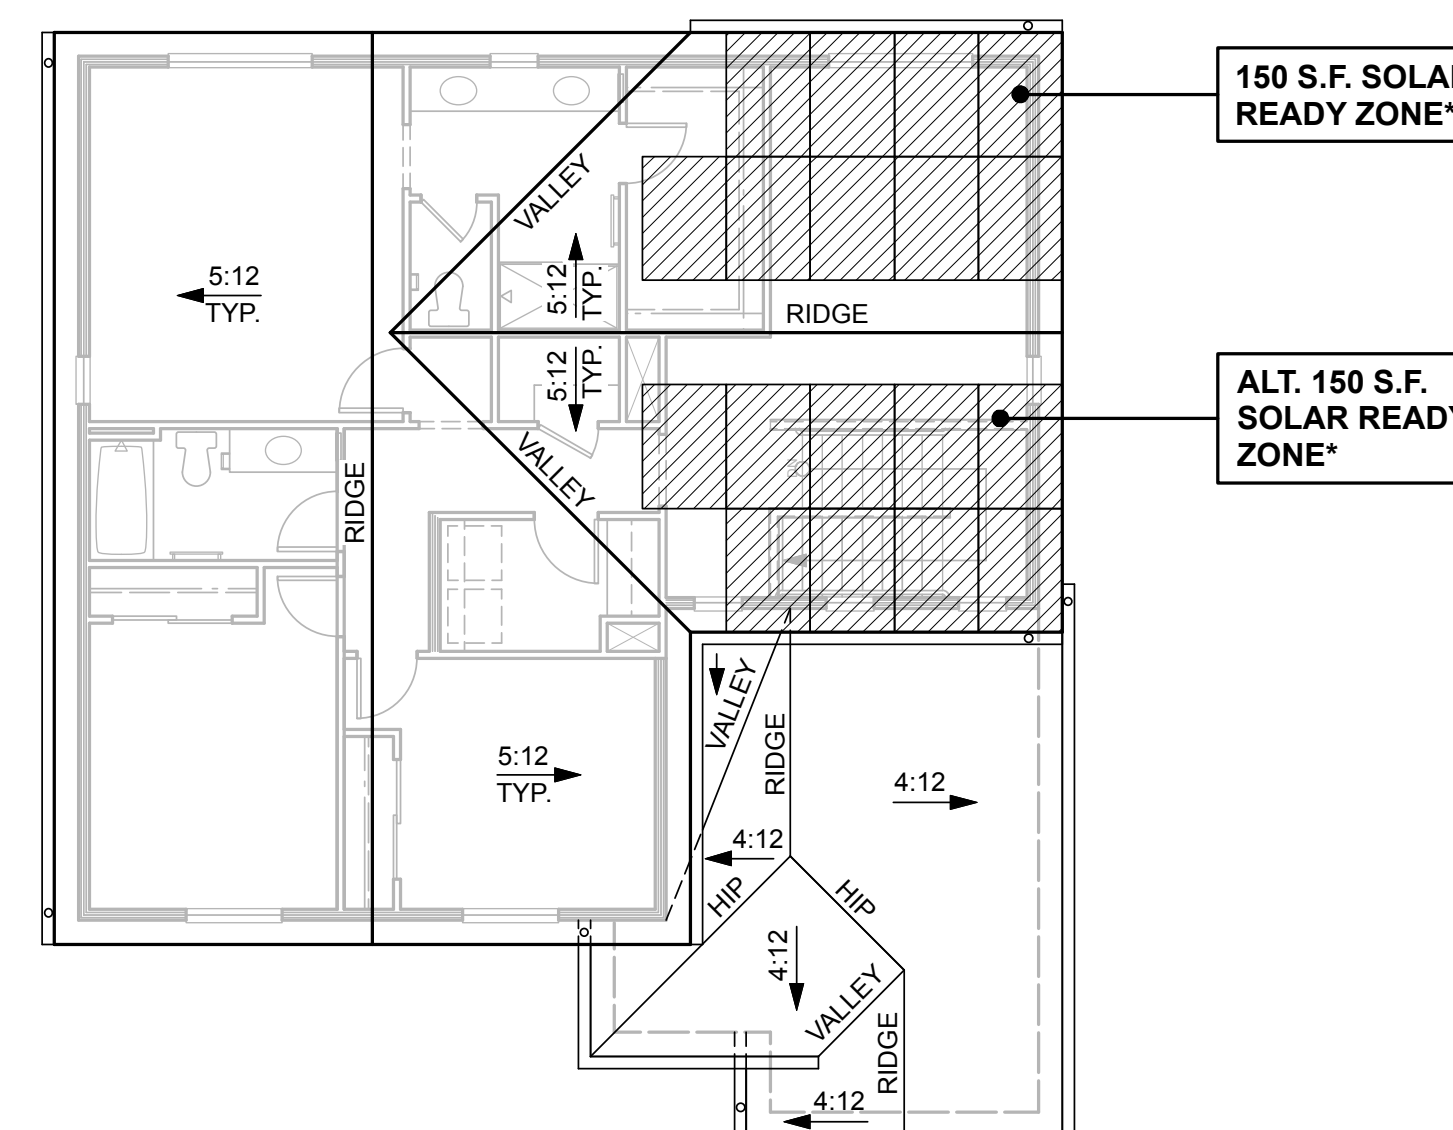 150 S.F. SOLAR
READY ZONE*
VALLEY
5:12
TYP.
5:12
TYP.
RIDGE
5:12
TYP.
ALT. 150 S.F.
SOLAR READY
ZONE*
VALLEY
RIDGE
VALLEY
RIDGE
5:12
TYP.
4:12
4:12
HIP
HIP
4:12
VALLEY
RIDGE
4:12